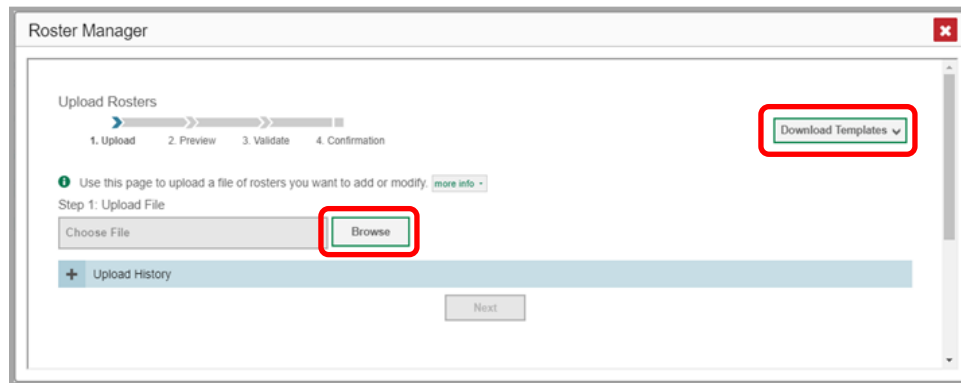 Roster Manager
Upload Rosters
Download Templates
1. Upload 2. Preview 3. Validate 4. Confirmation
Use this page to upload a file of rosters you want to add or modify. more info
Step 1: Upload File
Choose File Browse
Upload History
Next